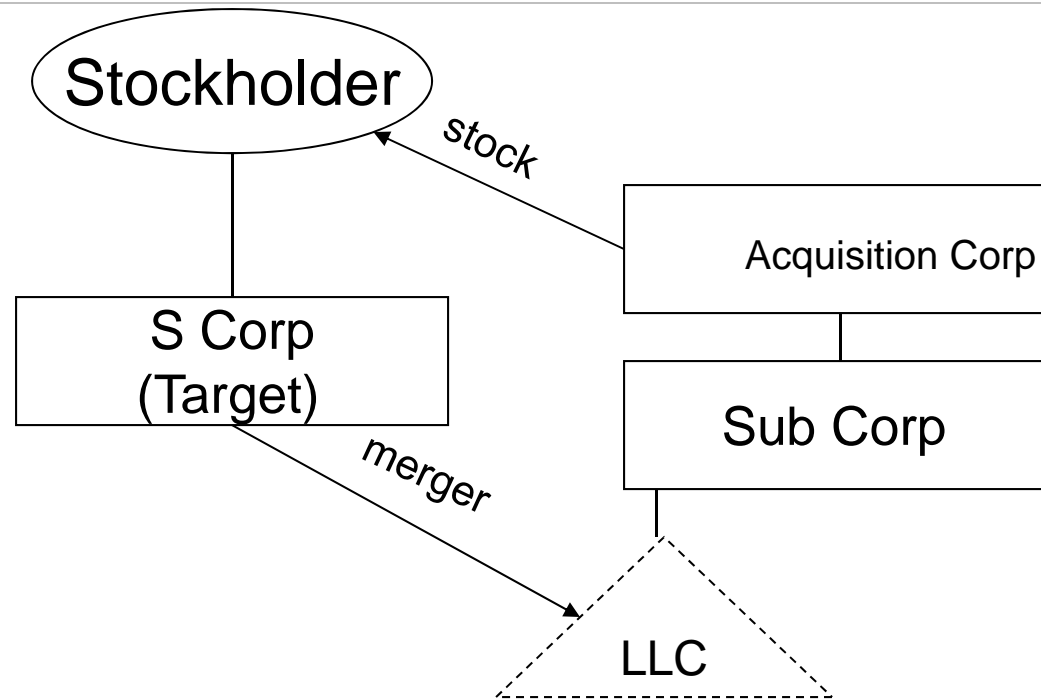 Stockholder
stock
Acquisition Corp
S Corp
(Target)
Sub Corp
merger
LLC